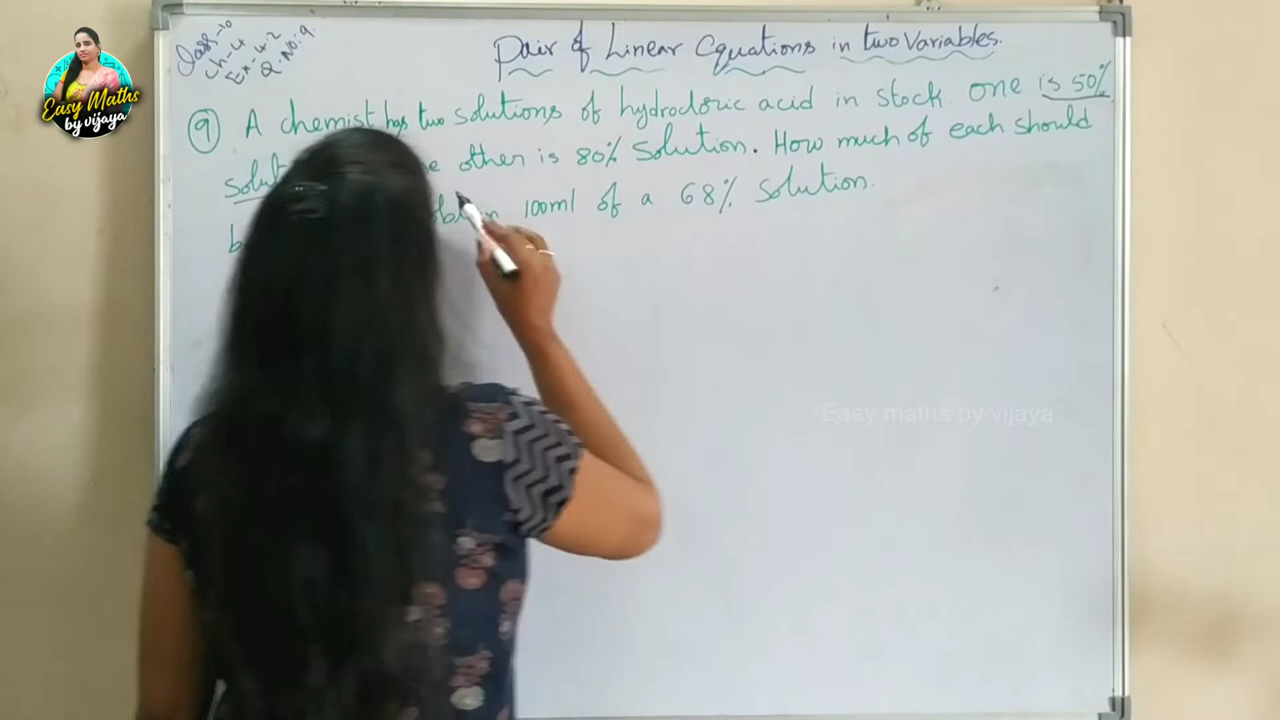 Easy Maths
by vijaya
Class-10
Ch-4
Ex-4.2
Q.No:9
Pair of Linear Equations in two Variables.
9 A chemist has two solutions of hydrocloric acid in stock one is 50%
other is 80% Solution. How much of each should
100ml of a 68% Solution.
Easy maths by vijaya